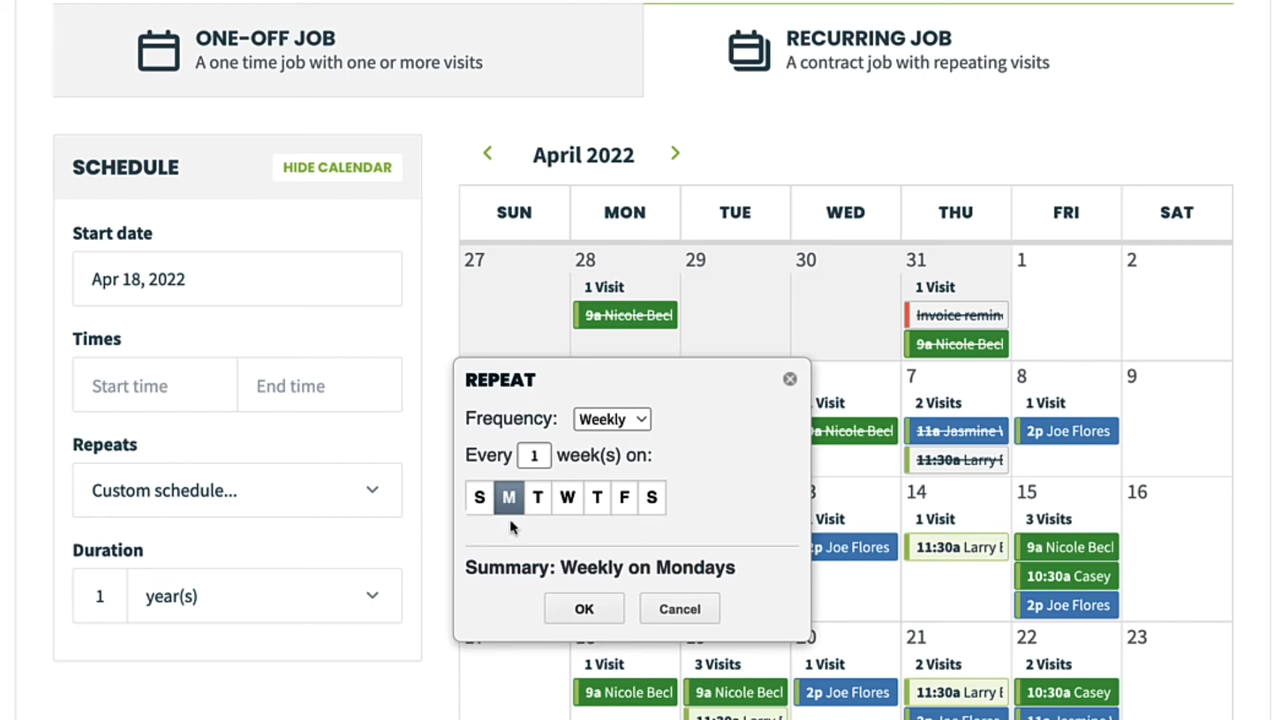 ONE-OFF JOB
A one time job with one or more visits
RECURRING JOB
A contract job with repeating visits
SCHEDULE
HIDE CALENDAR
Start date
Apr 18, 2022
Times
Start time
End time
Repeats
Custom schedule...
Duration
1
year(s)
April 2022
SUN MON TUE WED THU FRI SAT
27 28 29 30 31 1 2
1 Visit
9a Nicole Becl
1 Visit
Invoice remin
9a Nicole Becl
7 8 9
Visit
Nicole Becl
2 Visits
11a Jasmine
11:30a Larry
1 Visit
2p Joe Flores
14 15 16
Visit
Joe Flores
1 Visit
11:30a Larry
3 Visits
9a Nicole Becl
10:30a Casey
2p Joe Flores
21 22 23
1 Visit
9a Nicole Becl
3 Visits
9a Nicole Becl
1 Visit
2p Joe Flores
2 Visits
11:30a Larry
2 Visits
10:30a Casey
REPEAT
Frequency: Weekly
Every 1 week(s) on:
S M T W T F S
Summary: Weekly on Mondays
OK
Cancel